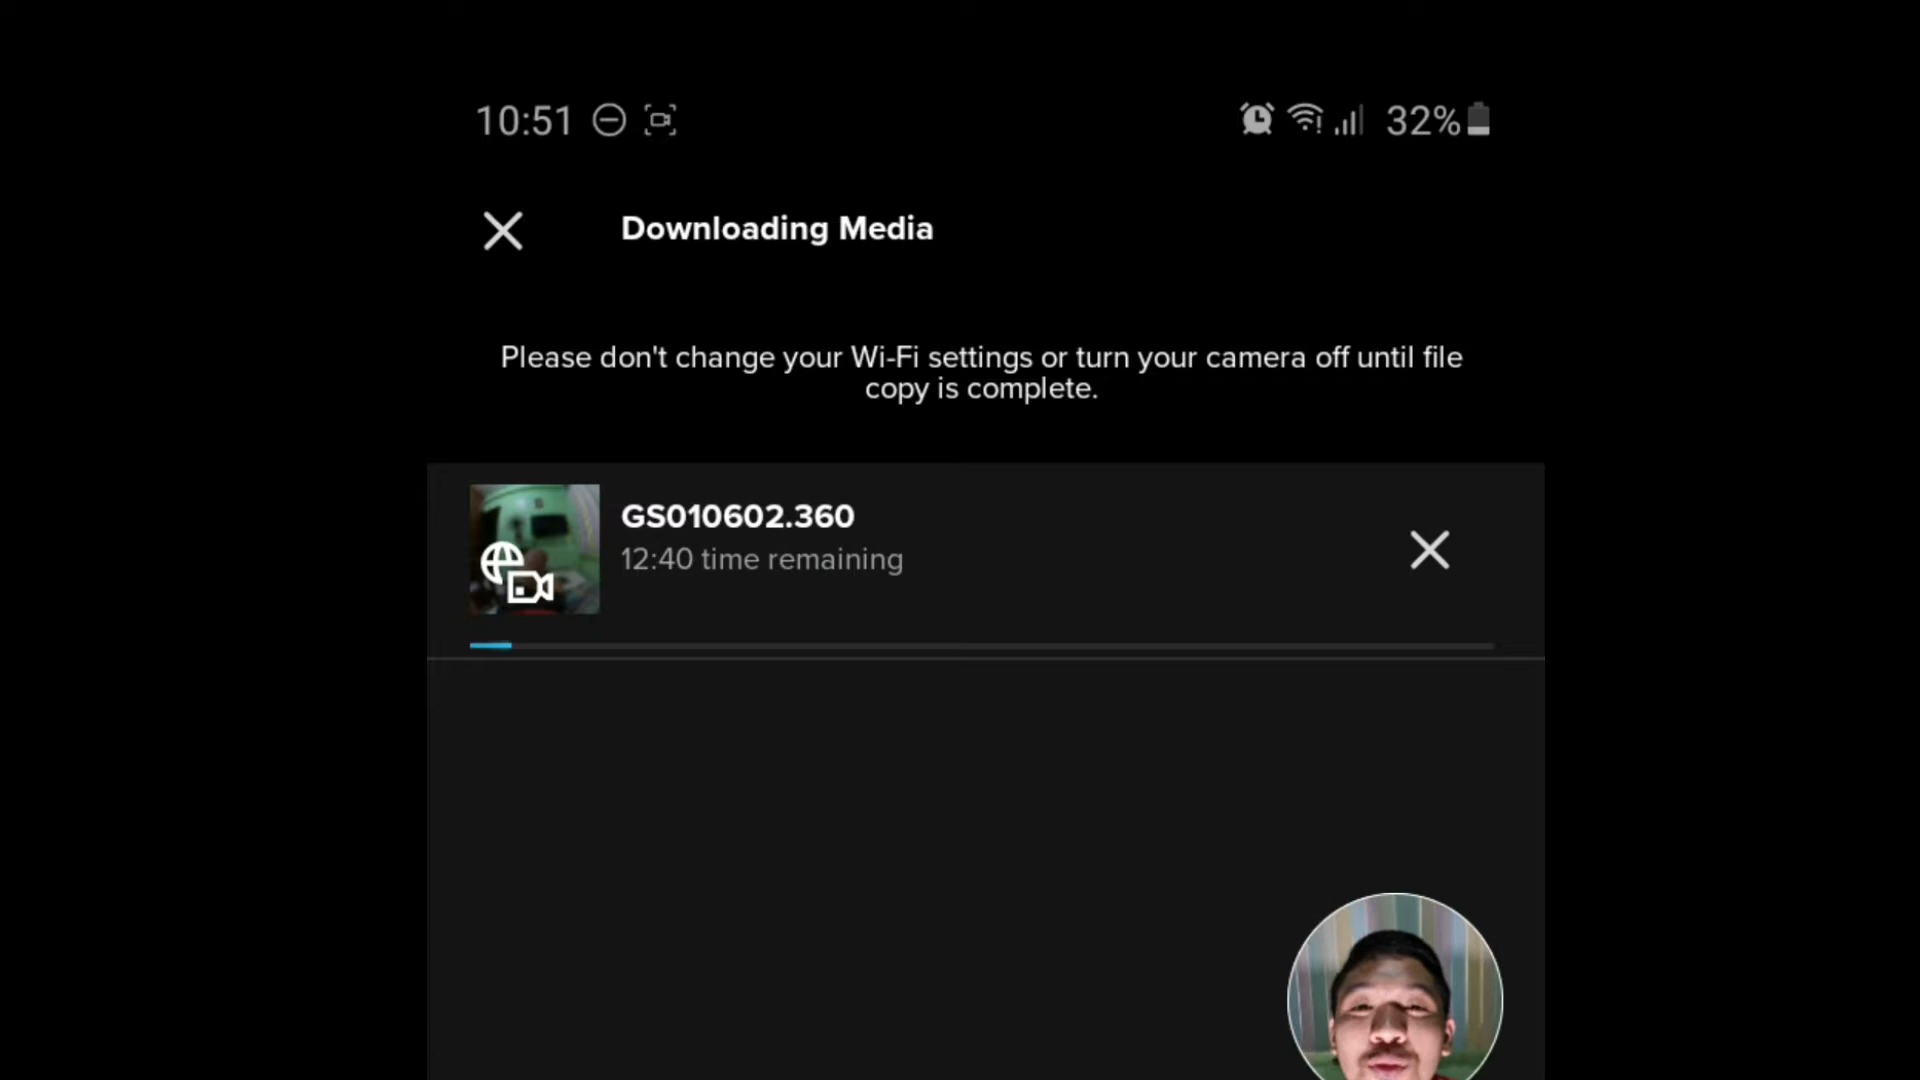 10:51 32%
Downloading Media
Please don't change your Wi-Fi settings or turn your camera off until file
copy is complete.
GS010602.360
12:40 time remaining